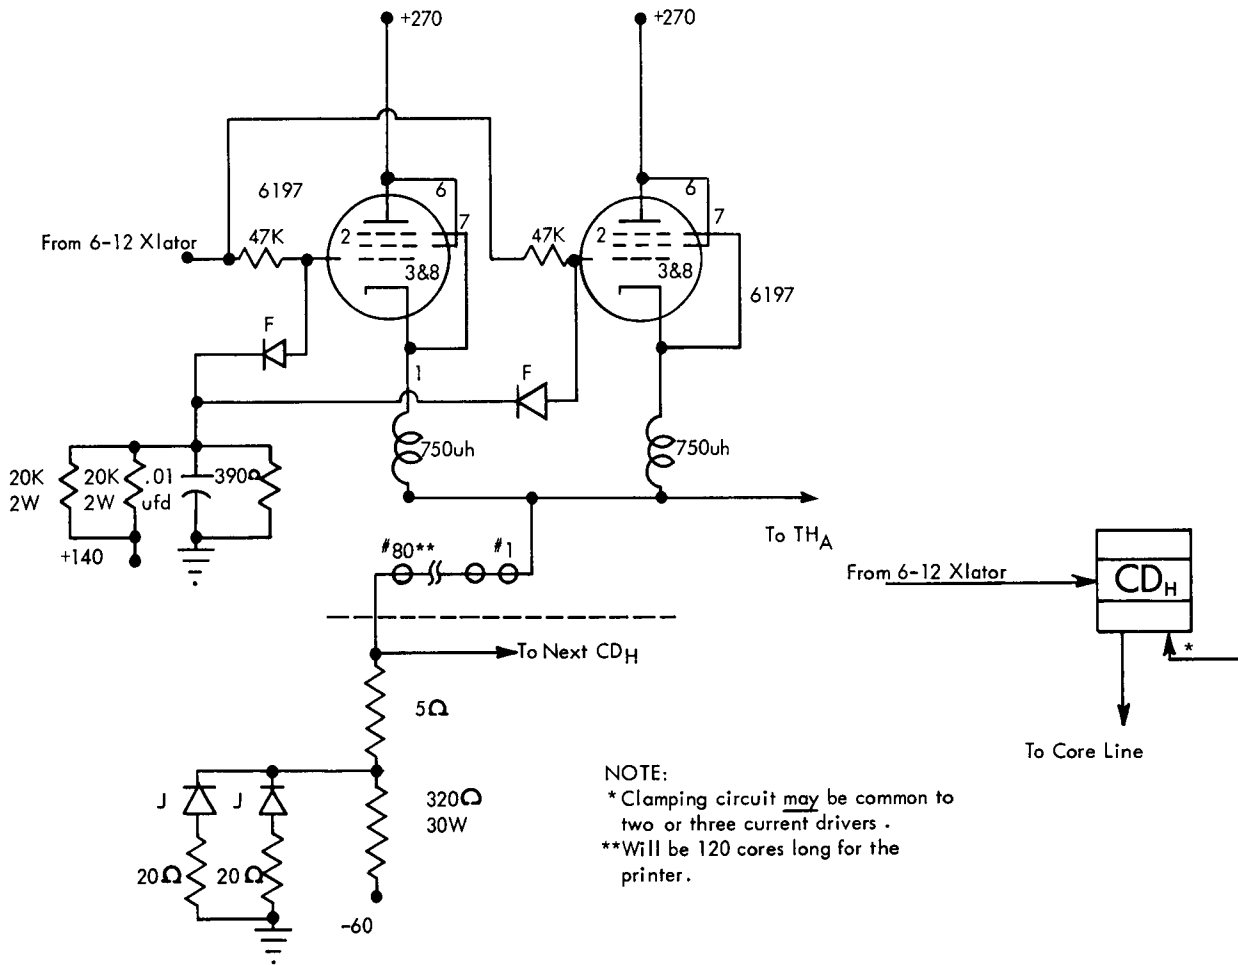 +270
+270
6197
6
7
6
7
From 6-12 Xlator
47K
2
47K
2
3&8
3&8
6197
F
F
1
750uh
750uh
20K
2W
20K
2W
.01
ufd
390Ω
+140
To THA
#80**
#1
From 6-12 Xlator
CDH
*
To Next CDH
5Ω
To Core Line
J
J
320Ω
30W
20Ω
20Ω
-60
NOTE:
* Clamping circuit may be common to
two or three current drivers .
**Will be 120 cores long for the
printer.